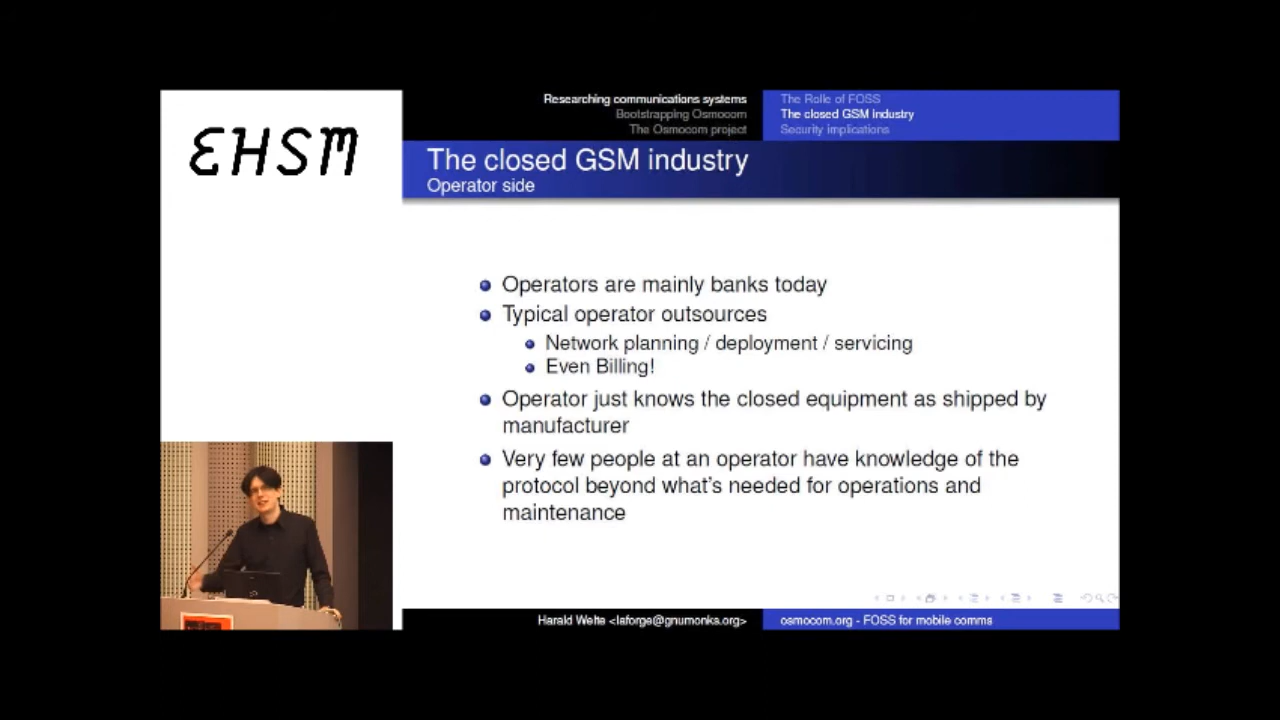 EHSM
Researching communications systems
Bootstrapping Osmocom
The Osmocom project
The Rolle of FOSS
The closed GSM industry
Security implications
The closed GSM industry
Operator side
Operators are mainly banks today
Typical operator outsources
Network planning / deployment / servicing
Even Billing!
Operator just knows the closed equipment as shipped by
manufacturer
Very few people at an operator have knowledge of the
protocol beyond what's needed for operations and
maintenance
Harald Welte <laforge@gnumonks.org>
osmocom.org - FOSS for mobile comms